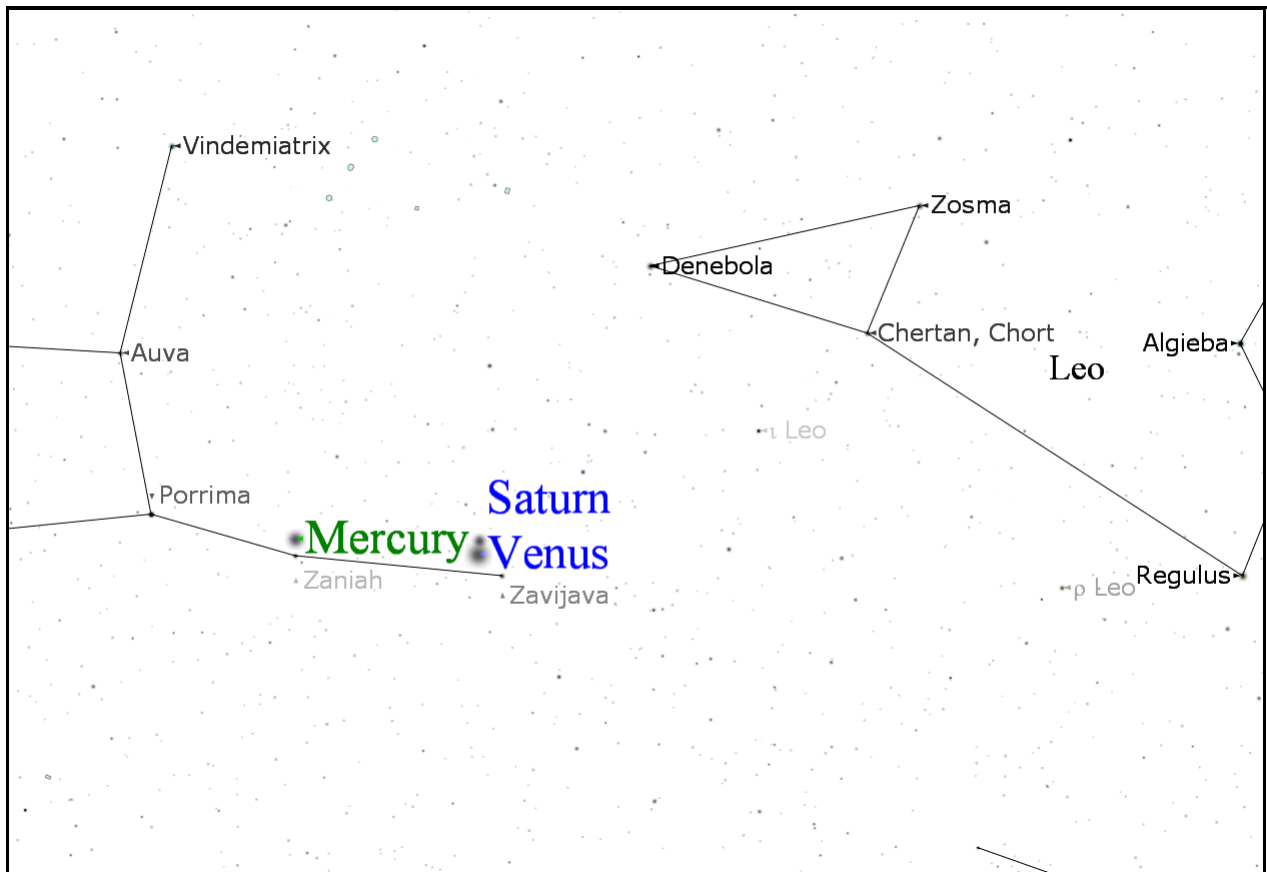 Vindemiatrix
Zosma
Denebola
Chertan, Chort
Algieba
Auva
Leo
ι Leo
Porrima
Saturn
Mercury
Venus
Zaniah
Zavijava
Regulus
ρ Leo